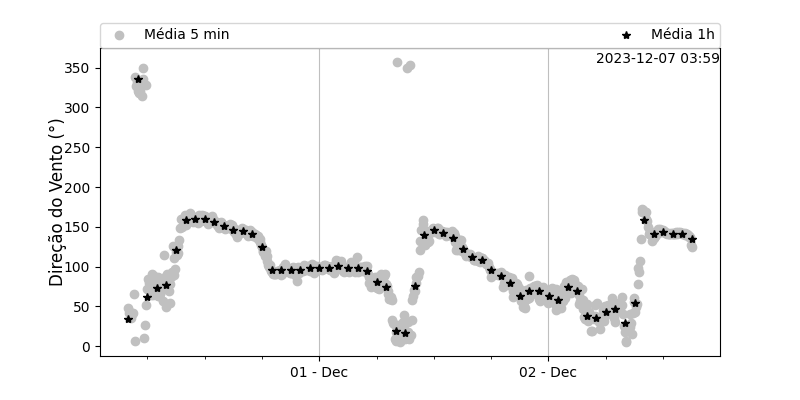 Média 5 min
Média 1h
2023-12-07 03:59
Direção do Vento (°)
350
300
250
200
150
100
50
0
01 - Dec
02 - Dec